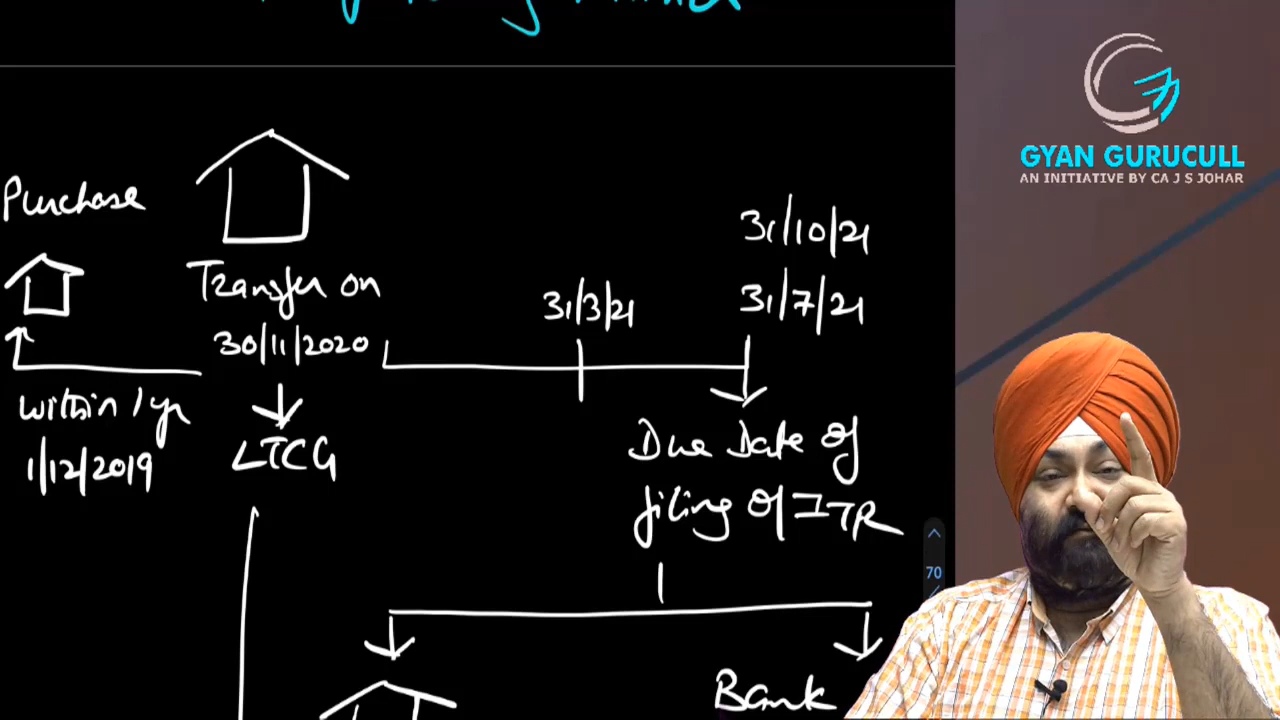 GYAN GURUCULL
AN INITIATIVE BY CA J S JOHAR
Purchase
Transfer on
30/11/2020
LTCG
within 1 yr
1/12/2019
31/3/21
31/10/21
31/7/21
Due Date of
filing of ITR
70
Bank